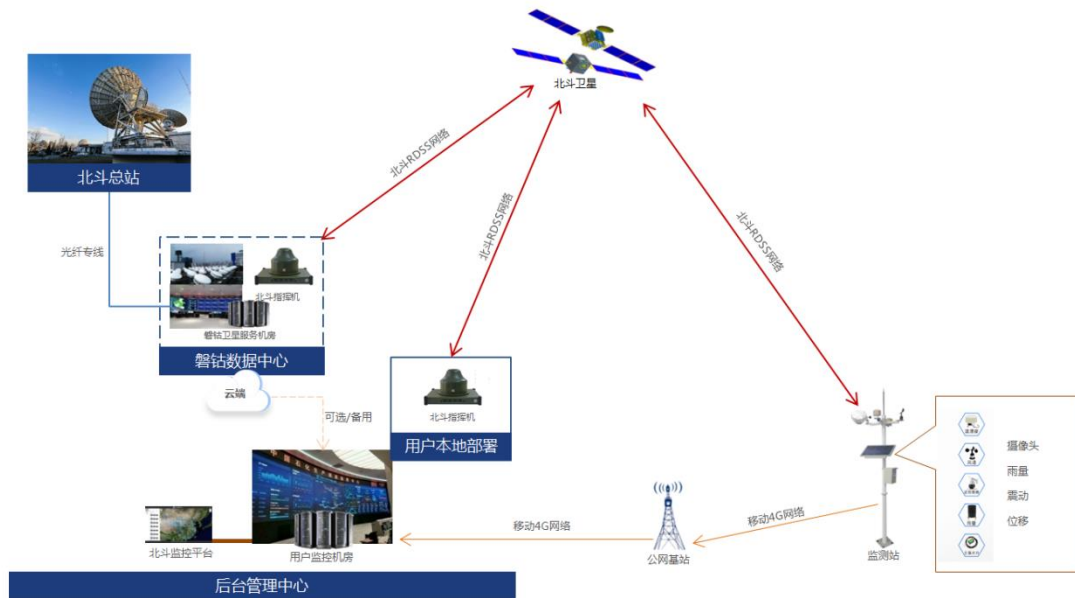 北斗卫星
北斗总站
光纤专线
北斗RDSS网络
北斗RDSS网络
北斗RDSS网络
北斗指挥机
磐钴卫星服务机房
磐钴数据中心
云端
可选/备用
北斗指挥机
用户本地部署
摄像头
雨量
震动
位移
移动4G网络
移动4G网络
北斗监控平台
用户监控机房
公网基站
监测站
后台管理中心